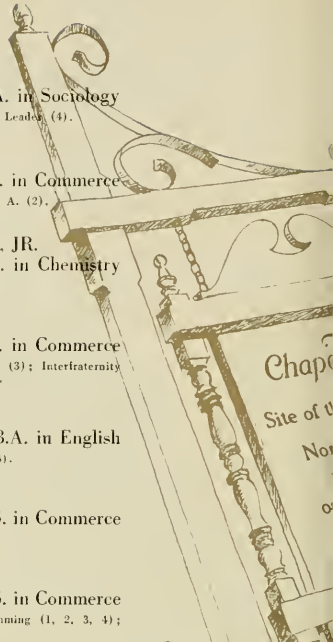 . in Sociology
Leader (4).
. in Commerce
A. (2).
. JR.
. in Chemistry
. in Commerce
(3); Interfraternity
B.A. in English
. in Commerce
. in Commerce
mming (1, 2, 3, 4);
Chap
Site of th
Nor